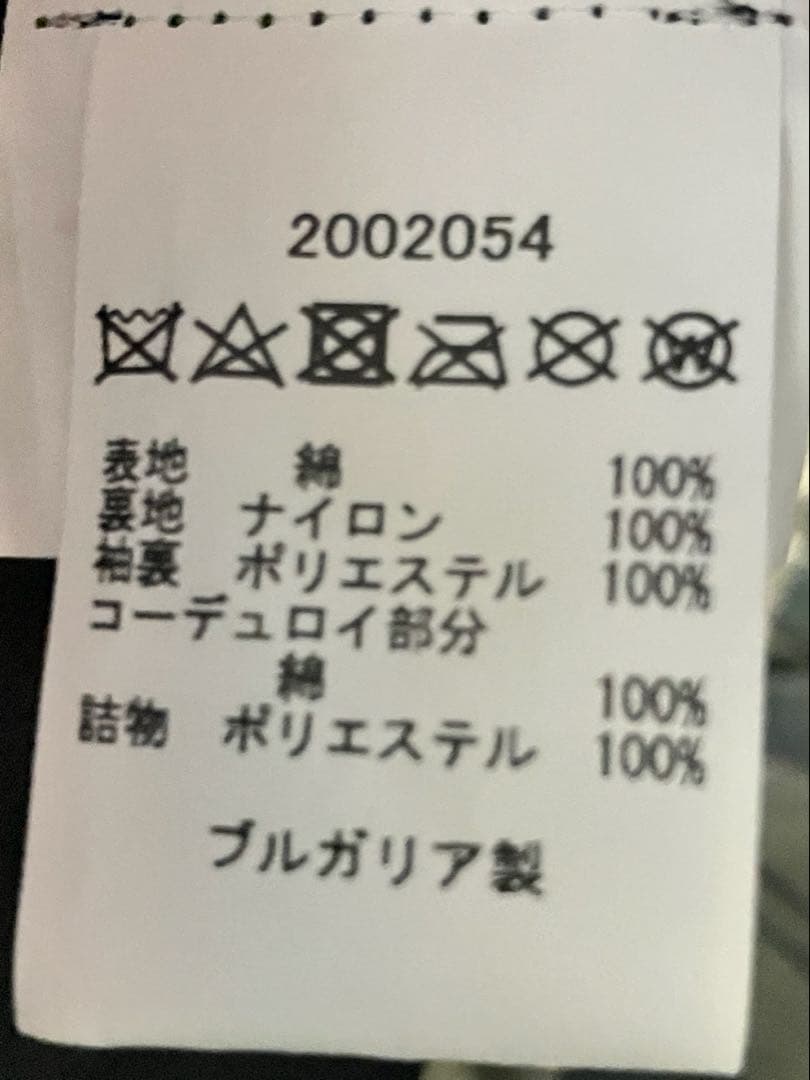 2002054
表地 綿 100%
裏地 ナイロン 100%
袖裏 ポリエステル 100%
コーデュロイ部分
綿 100%
詰物 ポリエステル 100%
ブルガリア製